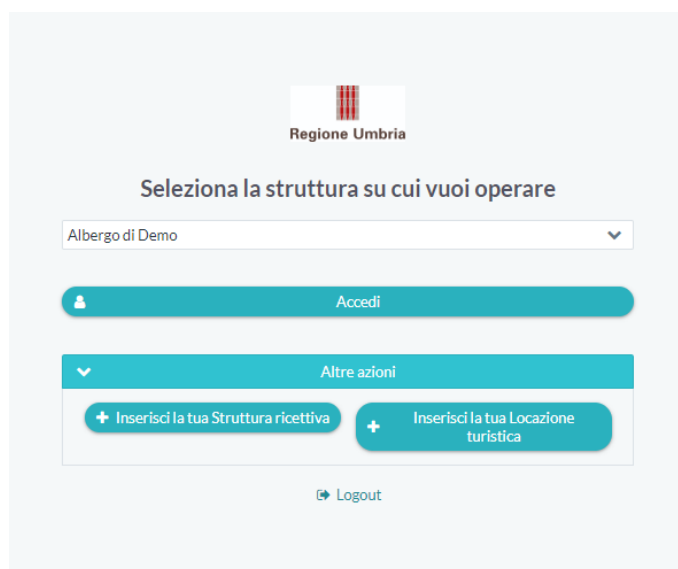 Regione Umbria
Seleziona la struttura su cui vuoi operare
Albergo di Demo
Accedi
Altre azioni
Inserisci la tua Struttura ricettiva
Inserisci la tua Locazione
turistica
Logout